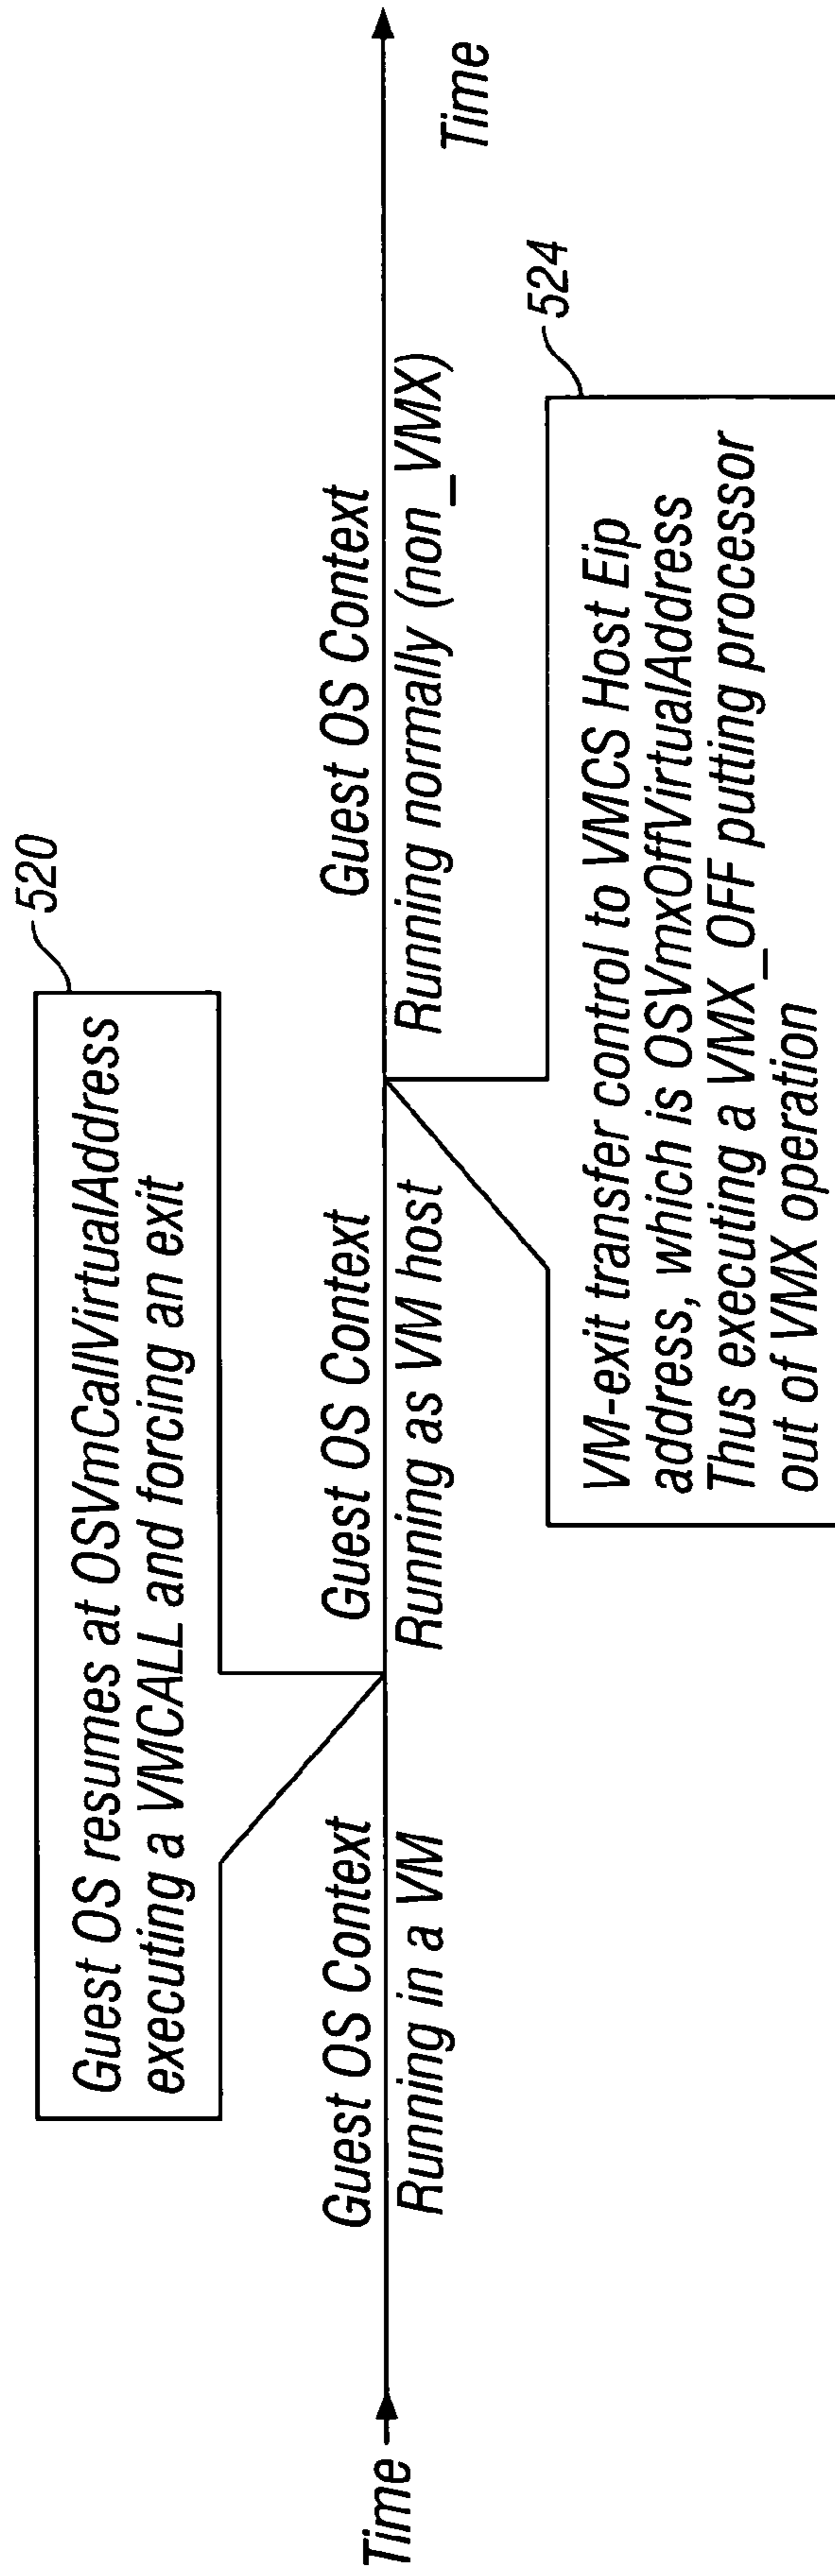 520
Guest OS resumes at OSVmCallVirtualAddress
executing a VMCALL and forcing an exit
Time
Guest OS Context
Running in a VM
Guest OS Context
Running as VM host
Guest OS Context
Running normally (non_VMX)
Time
524
VM-exit transfer control to VMCS Host Eip
address, which is OSVmxOffVirtualAddress
Thus executing a VMX_OFF putting processor
out of VMX operation